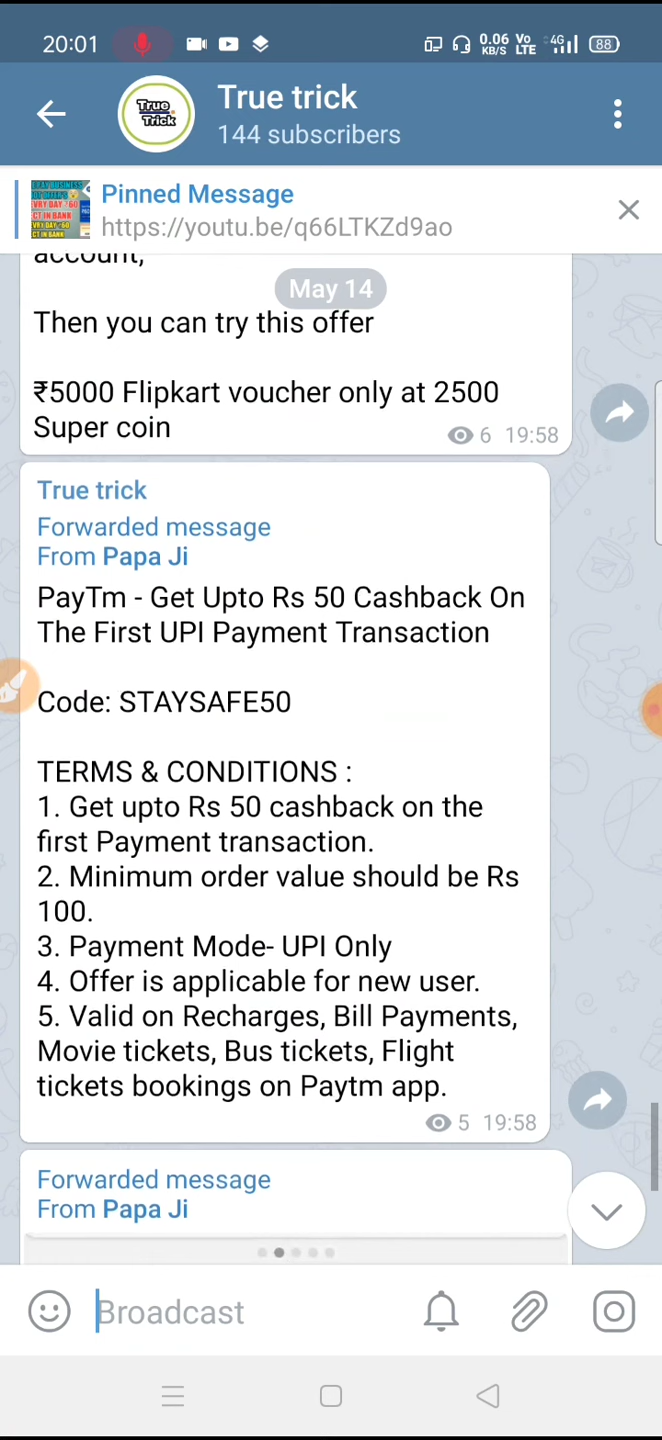 20:01
0.06 KB/S
Vo LTE
4G
88
True Trick
True trick
144 subscribers
Pinned Message
https://youtu.be/q66LTKZd9ao
account,
May 14
Then you can try this offer
₹5000 Flipkart voucher only at 2500
Super coin
6 19:58
True trick
Forwarded message
From Papa Ji
PayTm - Get Upto Rs 50 Cashback On
The First UPI Payment Transaction
Code: STAYSAFE50
TERMS & CONDITIONS :
1. Get upto Rs 50 cashback on the
first Payment transaction.
2. Minimum order value should be Rs
100.
3. Payment Mode- UPI Only
4. Offer is applicable for new user.
5. Valid on Recharges, Bill Payments,
Movie tickets, Bus tickets, Flight
tickets bookings on Paytm app.
5 19:58
Forwarded message
From Papa Ji
Broadcast